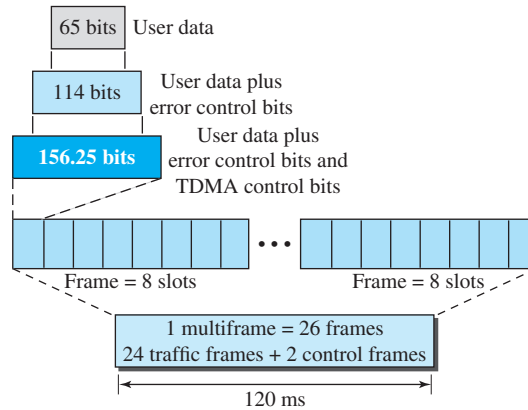 65 bits
User data
114 bits
User data plus
error control bits
156.25 bits
User data plus
error control bits and
TDMA control bits
Frame = 8 slots
Frame = 8 slots
1 multiframe = 26 frames
24 traffic frames + 2 control frames
120 ms